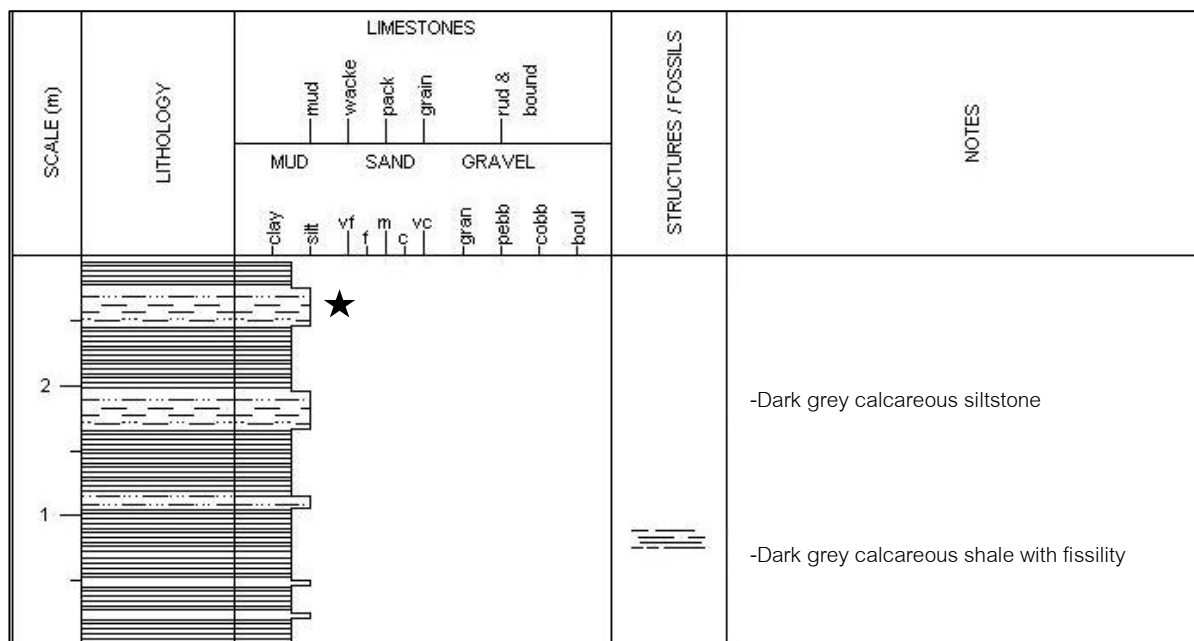 SCALE (m)
LITHOLOGY
LIMESTONES
mud
wacke
pack
grain
rud &
bound
MUD
SAND
GRAVEL
clay
silt
vf
f
m
c
vc
gran
pebb
cobb
boul
STRUCTURES / FOSSILS
NOTES
2
-Dark grey calcareous siltstone
1
-Dark grey calcareous shale with fissility